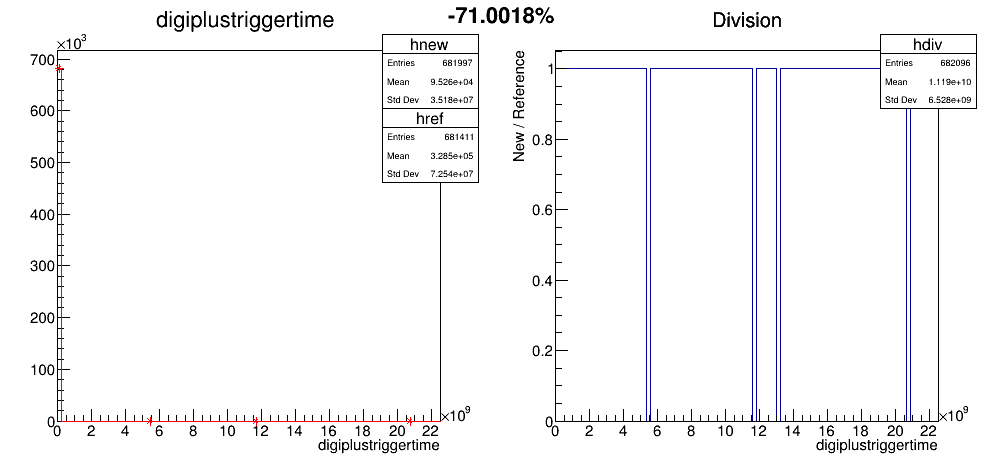 digiplustriggertime
-71.0018%
Division
×10³
700
600
500
400
300
200
100
0
0 2 4 6 8 10 12 14 16 18 20 22
×10⁹
digiplustriggertime
hnew
Entries 681997
Mean 9.526e+04
Std Dev 3.518e+07
href
Entries 681411
Mean 3.285e+05
Std Dev 7.254e+07
New / Reference
1
0.8
0.6
0.4
0.2
0
0 2 4 6 8 10 12 14 16 18 20 22
×10⁹
digiplustriggertime
hdiv
Entries 682096
Mean 1.119e+10
Std Dev 6.528e+09